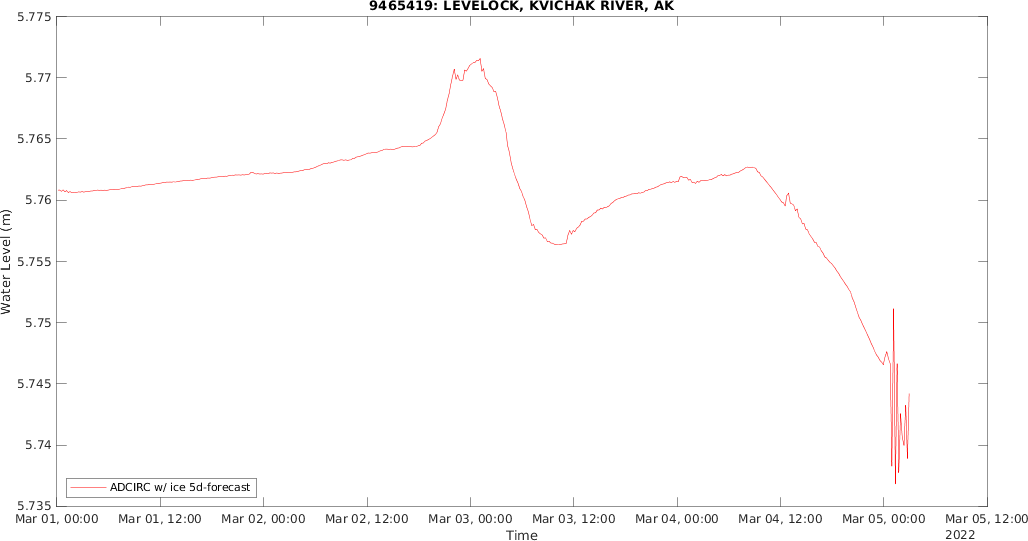 9465419: LEVELOCK, KVICHAK RIVER, AK
5.775
5.77
5.765
5.76
5.755
5.75
5.745
5.74
5.735
Water Level (m)
ADCIRC w/ ice 5d-forecast
Mar 01, 00:00 Mar 01, 12:00 Mar 02, 00:00 Mar 02, 12:00 Mar 03, 00:00 Mar 03, 12:00 Mar 04, 00:00 Mar 04, 12:00 Mar 05, 00:00 Mar 05, 12:00
Time
2022